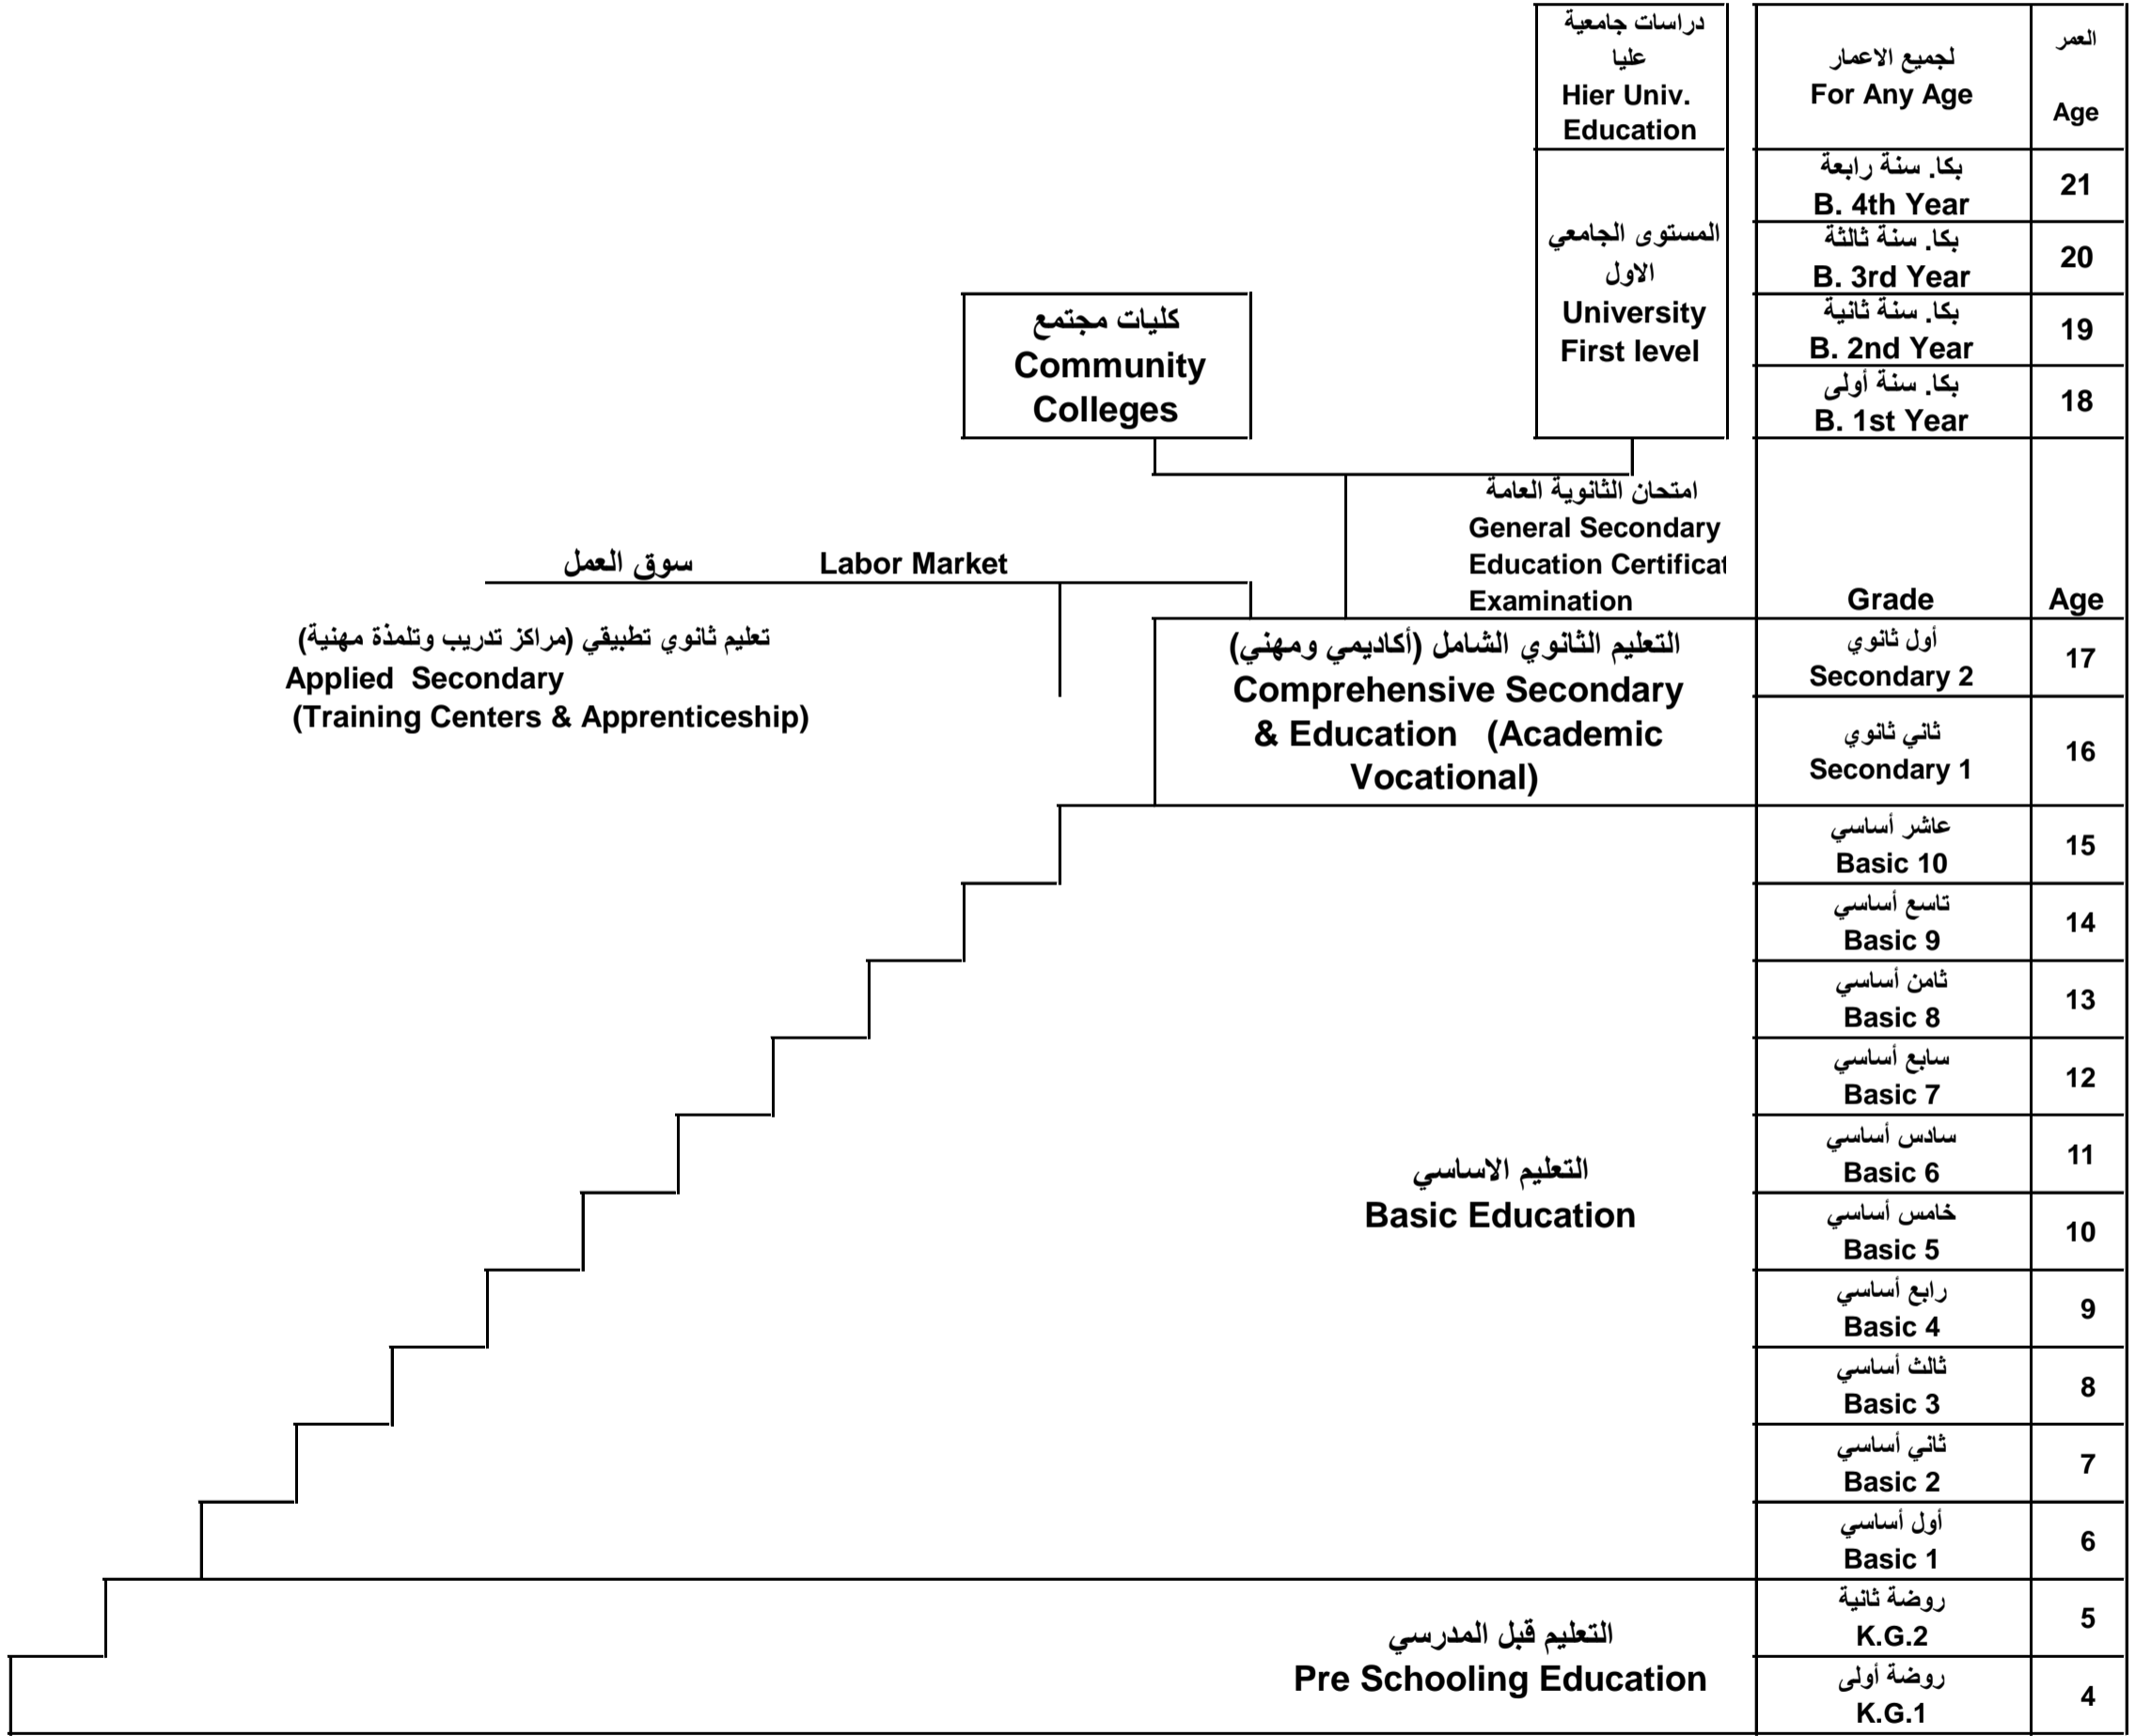 دراسات جامعية
عليا
Hier Univ.
Education
لجميع الاعمار
For Any Age
العمر
Age
بكا. سنة رابعة
B. 4th Year
21
بكا. سنة ثالثة
B. 3rd Year
20
بكا. سنة ثانية
B. 2nd Year
19
بكا. سنة أولى
B. 1st Year
18
المستوى الجامعي
الاول
University
First level
كليات مجتمع
Community
Colleges
امتحان الثانوية العامة
General Secondary
Education Certificat
Examination
Grade
Age
سوق العمل Labor Market
تعليم ثانوي تطبيقي (مراكز تدريب وتلمذة مهنية)
Applied Secondary
(Training Centers & Apprenticeship)
التعليم الثانوي الشامل (أكاديمي ومهني)
Comprehensive Secondary
& Education (Academic
Vocational)
أول ثانوي
Secondary 2
17
ثاني ثانوي
Secondary 1
16
عاشر أساسي
Basic 10
15
تاسع أساسي
Basic 9
14
ثامن أساسي
Basic 8
13
سابع أساسي
Basic 7
12
سادس أساسي
Basic 6
11
التعليم الاساسي
Basic Education
خامس أساسي
Basic 5
10
رابع أساسي
Basic 4
9
ثالث أساسي
Basic 3
8
ثاني أساسي
Basic 2
7
أول أساسي
Basic 1
6
روضة ثانية
K.G.2
5
التعليم قبل المدرسي
Pre Schooling Education
روضة أولى
K.G.1
4